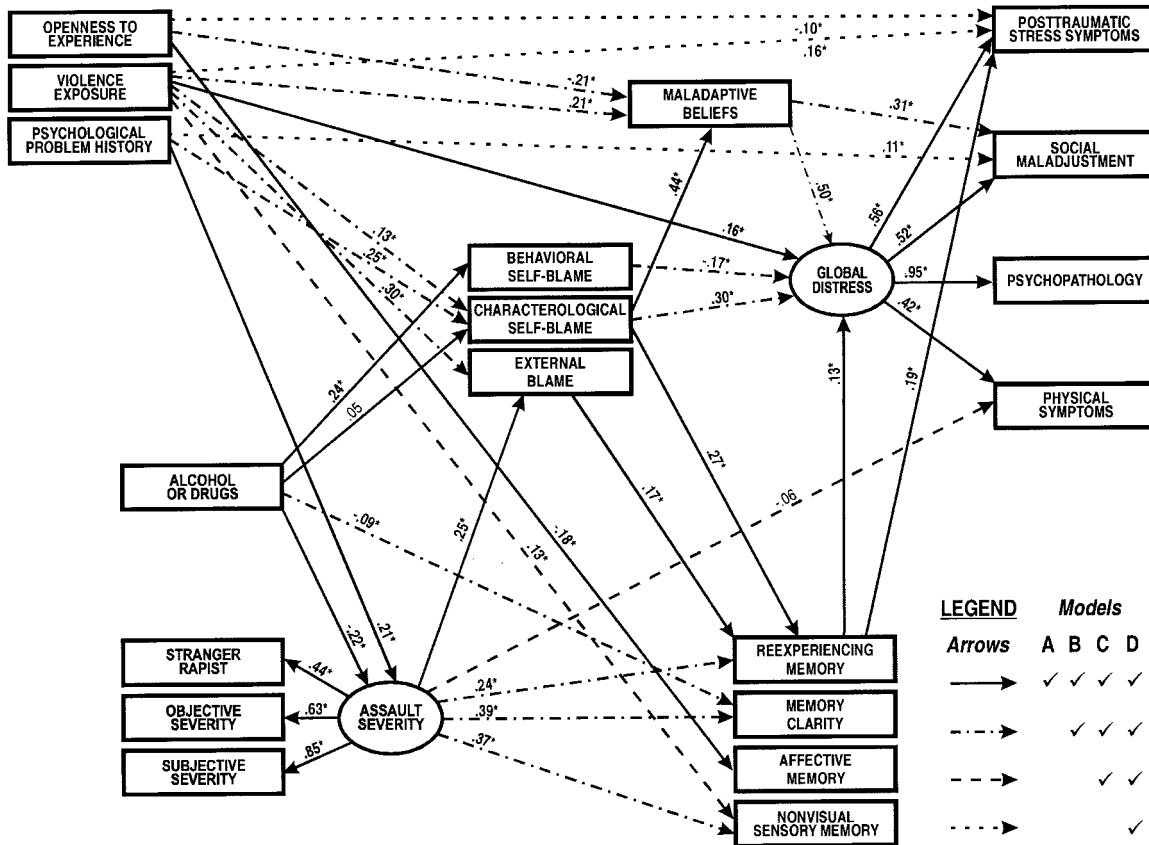 OPENNESS TO
EXPERIENCE
VIOLENCE
EXPOSURE
PSYCHOLOGICAL
PROBLEM HISTORY
POSTTRAUMATIC
STRESS SYMPTOMS
-.10*
.16*
-.21*
.21*
MALADAPTIVE
BELIEFS
.31*
.11*
SOCIAL
MALADJUSTMENT
.44*
.50*
.56*
.52*
.13*
.25*
.30*
.16*
BEHAVIORAL
SELF-BLAME
-.17*
GLOBAL
DISTRESS
.95*
PSYCHOPATHOLOGY
CHARACTEROLOGICAL
SELF-BLAME
.30*
.42*
EXTERNAL
BLAME
.24*
.05
.13*
.19*
PHYSICAL
SYMPTOMS
ALCOHOL
OR DRUGS
.27*
.17*
-.06
-.09*
.25*
-.18*
.13*
-.22*
.21*
STRANGER
RAPIST
.44*
OBJECTIVE
SEVERITY
.63*
SUBJECTIVE
SEVERITY
.85*
ASSAULT
SEVERITY
.24*
.39*
.37*
REEXPERIENCING
MEMORY
MEMORY
CLARITY
AFFECTIVE
MEMORY
NONVISUAL
SENSORY MEMORY
LEGEND Models
Arrows A B C D
✓ ✓ ✓ ✓
✓ ✓ ✓
✓ ✓
✓